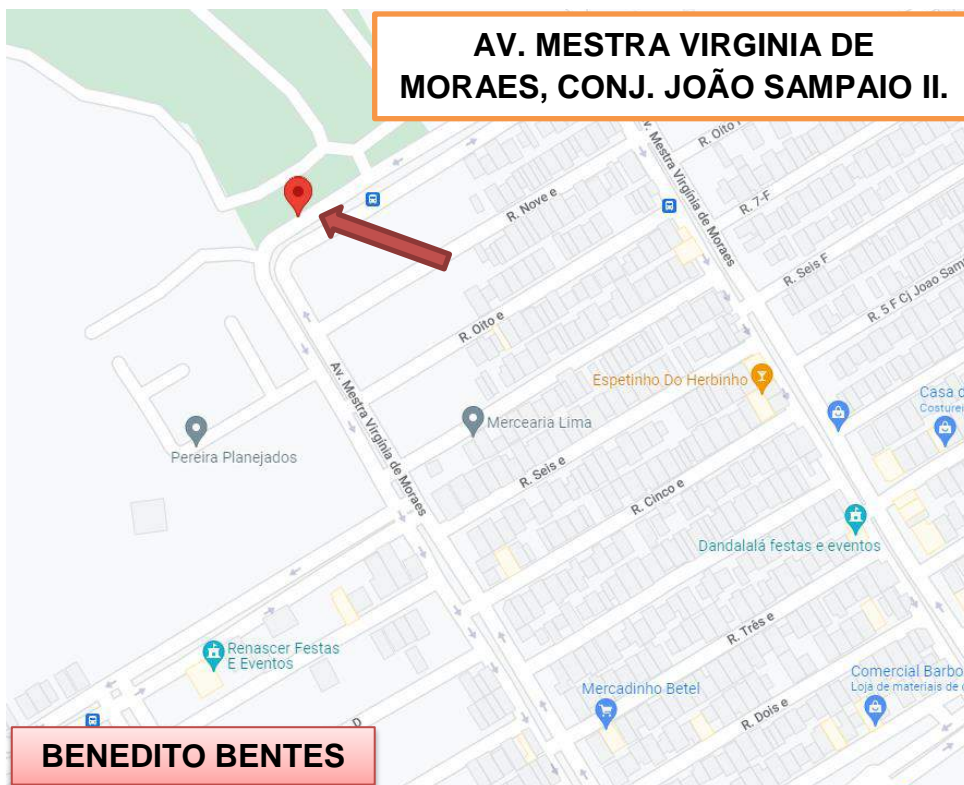 AV. MESTRA VIRGINIA DE
MORAES, CONJ. JOÃO SAMPAIO II.
R. Oito
Av. Mestra Virgínia de Moraes
R. Nove e
R. 7-F
R. Seis F
R. 5 F Cj Joao Sam
R. Oito e
Av. Mestra Virgínia de Moraes
Espetinho Do Herbinho
Casa d
Costurei
Mercearia Lima
Pereira Planejados
R. Seis e
R. Cinco e
Dandalalá festas e eventos
R. Três e
Renascer Festas
E Eventos
Mercadinho Betel
Comercial Barbo
Loja de materiais de c
R. Dois e
D
BENEDITO BENTES